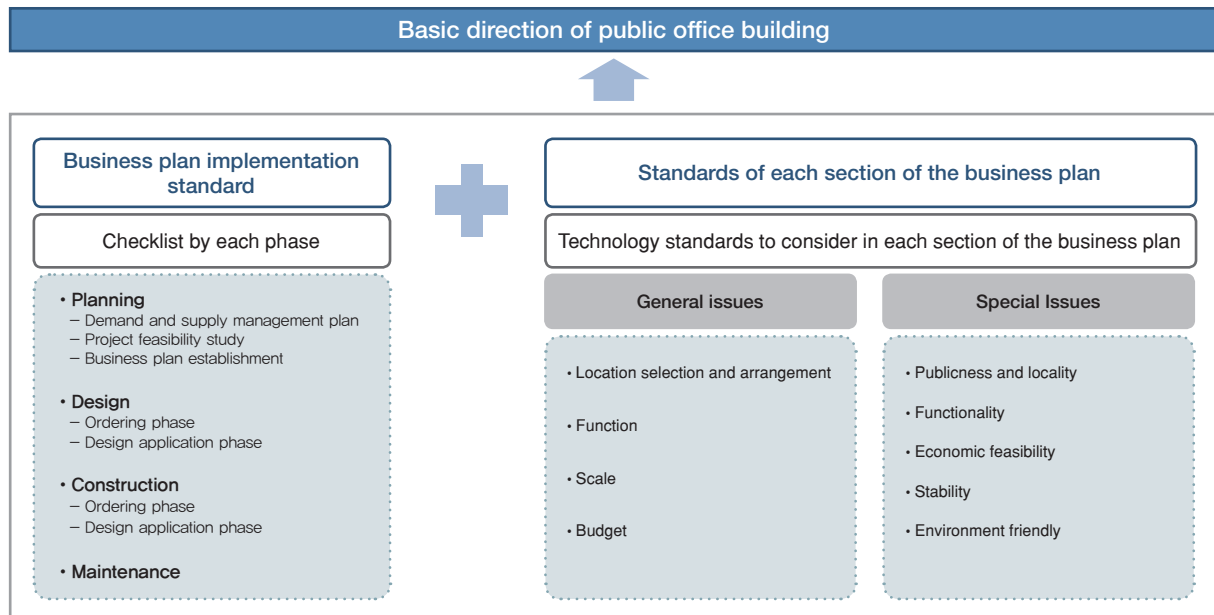 Basic direction of public office building
Business plan implementation
standard
Checklist by each phase
• Planning
– Demand and supply management plan
– Project feasibility study
– Business plan establishment
• Design
– Ordering phase
– Design application phase
• Construction
– Ordering phase
– Design application phase
• Maintenance
Standards of each section of the business plan
Technology standards to consider in each section of the business plan
General issues
• Location selection and arrangement
• Function
• Scale
• Budget
Special Issues
• Publicness and locality
• Functionality
• Economic feasibility
• Stability
• Environment friendly